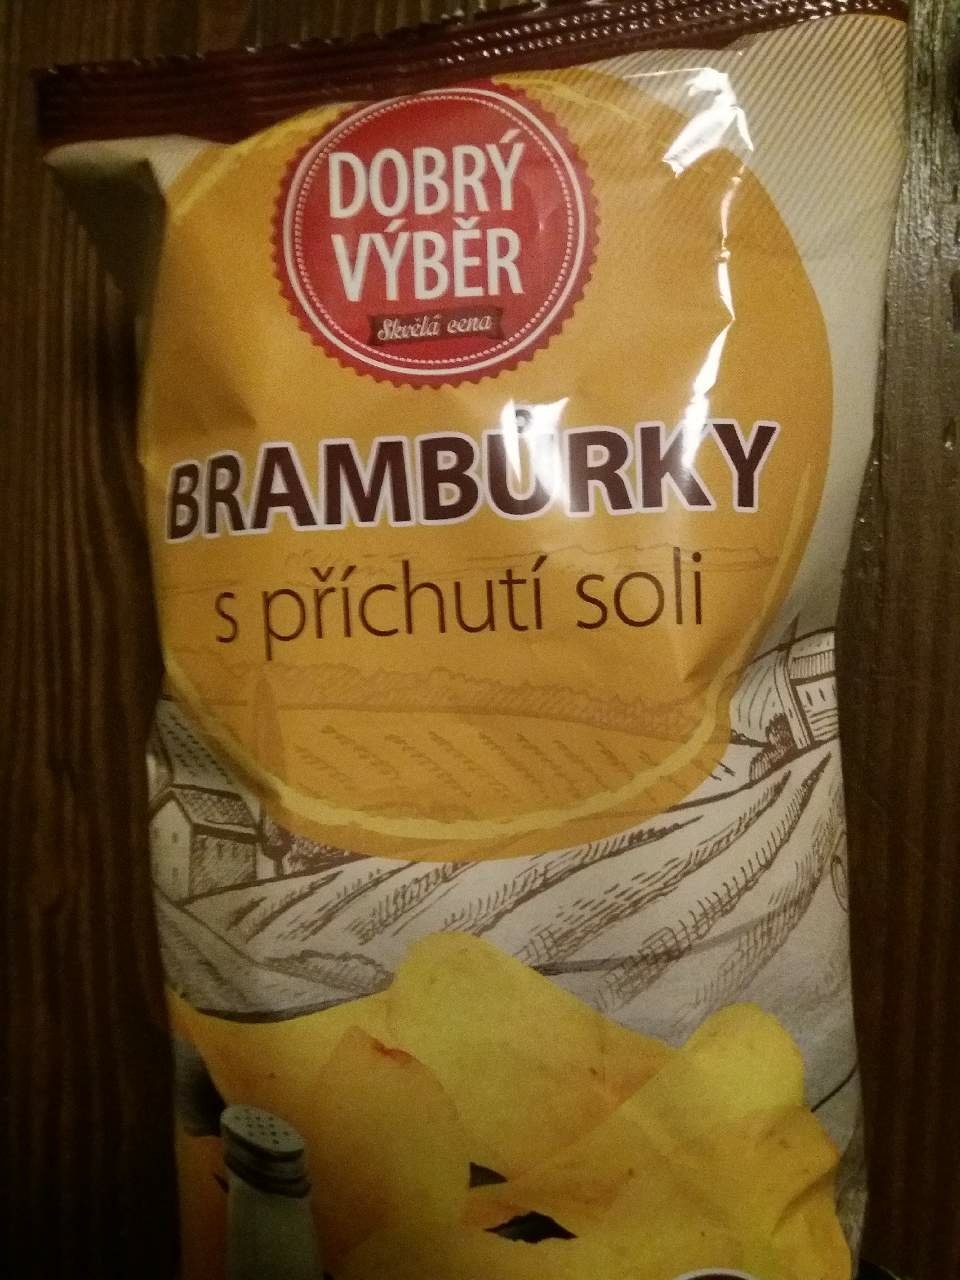 DOBRÝ
VÝBĚR
Skvělá cena
BRAMBŮRKY
s příchutí soli